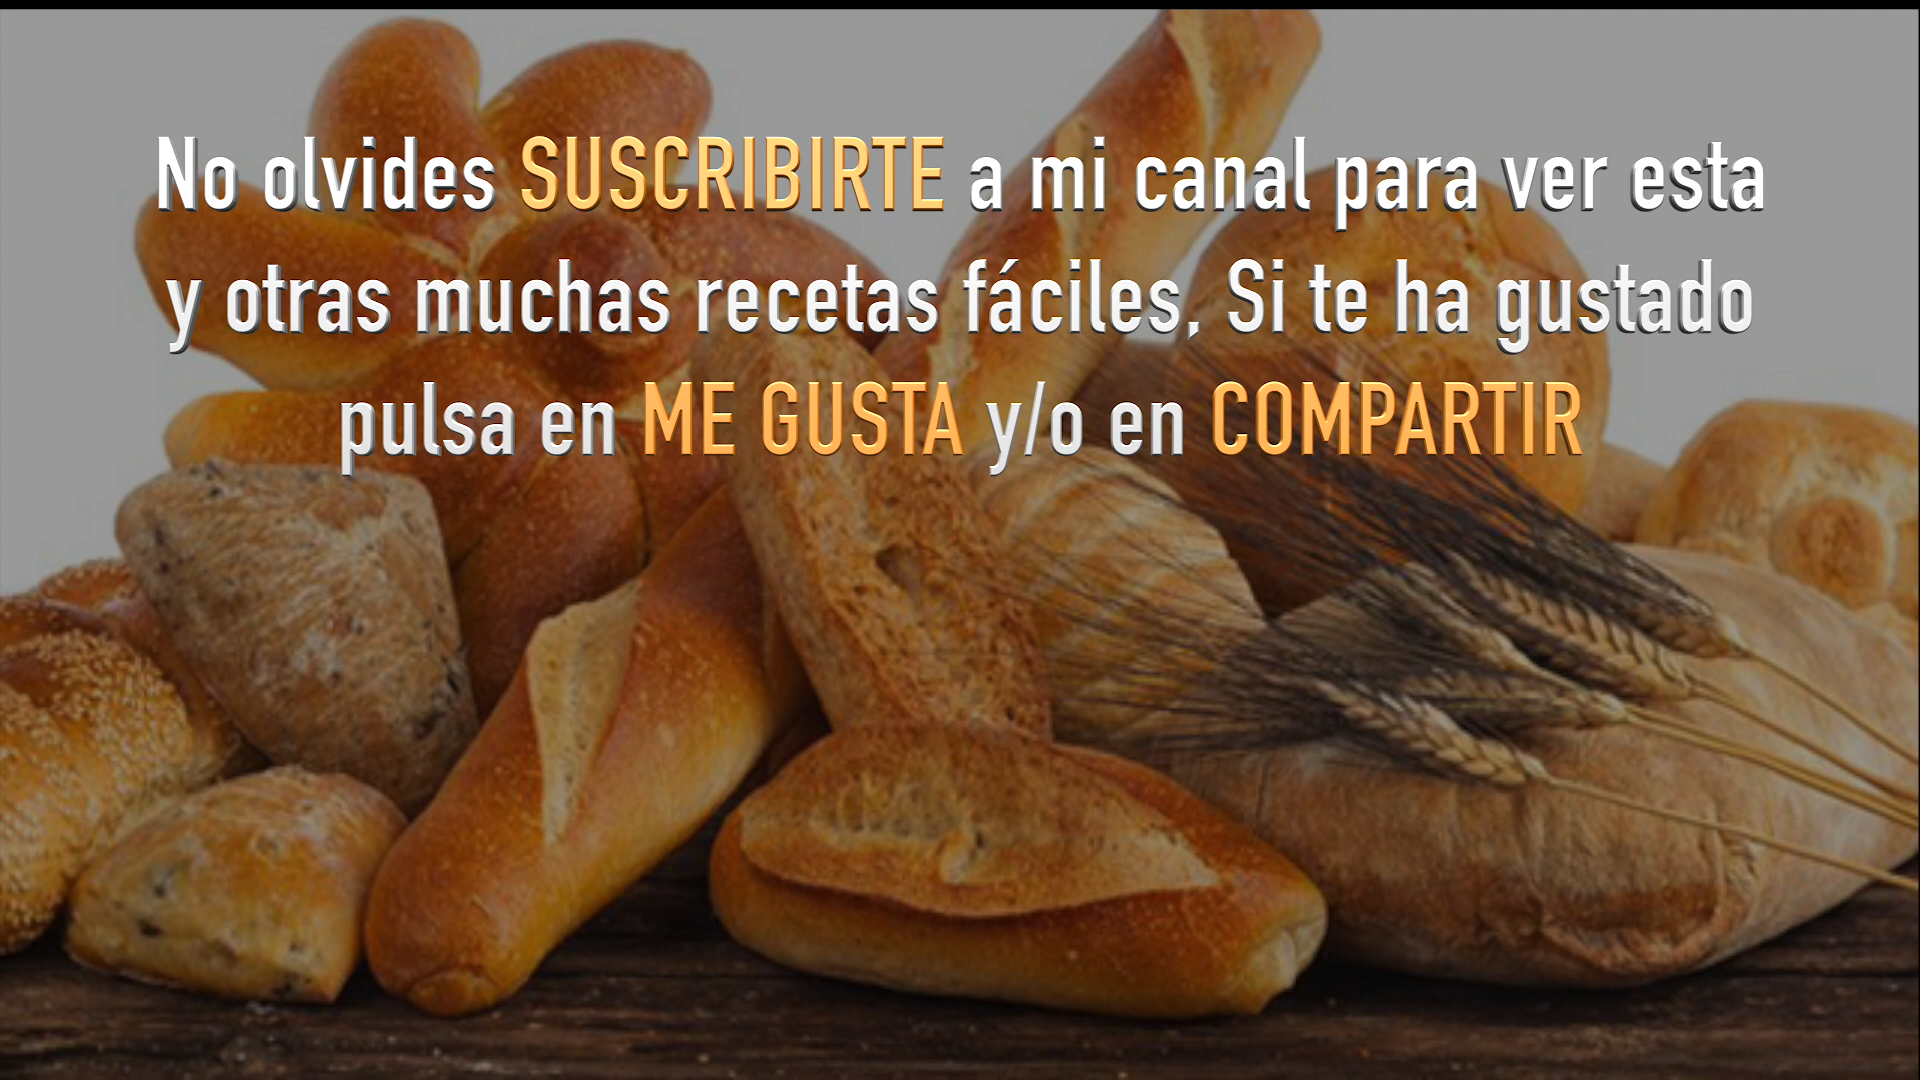 No olvides SUSCRIBIRTE a mi canal para ver esta
y otras muchas recetas fáciles, Si te ha gustado
pulsa en ME GUSTA y/o en COMPARTIR